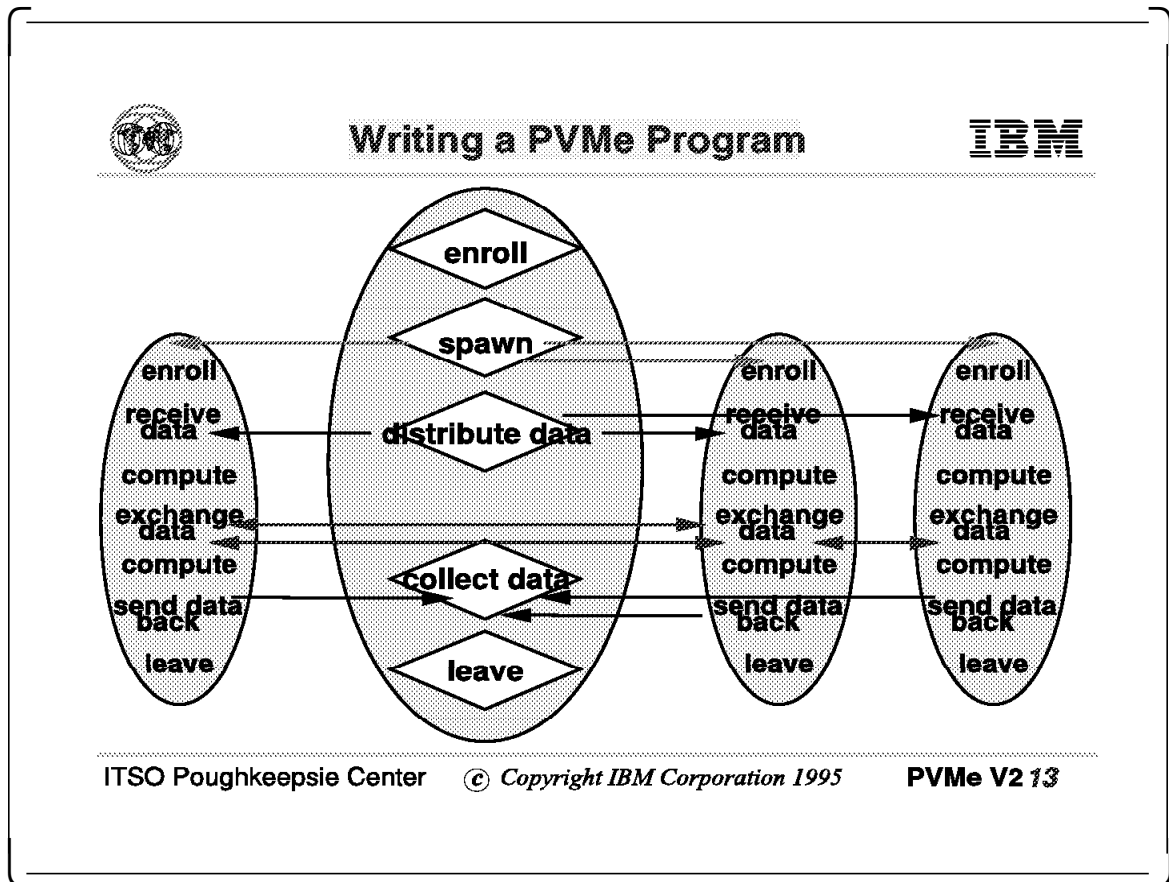 Writing a PVMe Program
IBM
enroll
spawn
distribute data
collect data
leave
enroll
receive
data
compute
exchange
data
compute
send data
back
leave
enroll
receive
data
compute
exchange
data
compute
send data
back
leave
enroll
receive
data
compute
exchange
data
compute
send data
back
leave
ITSO Poughkeepsie Center
© Copyright IBM Corporation 1995
PVMe V2 13